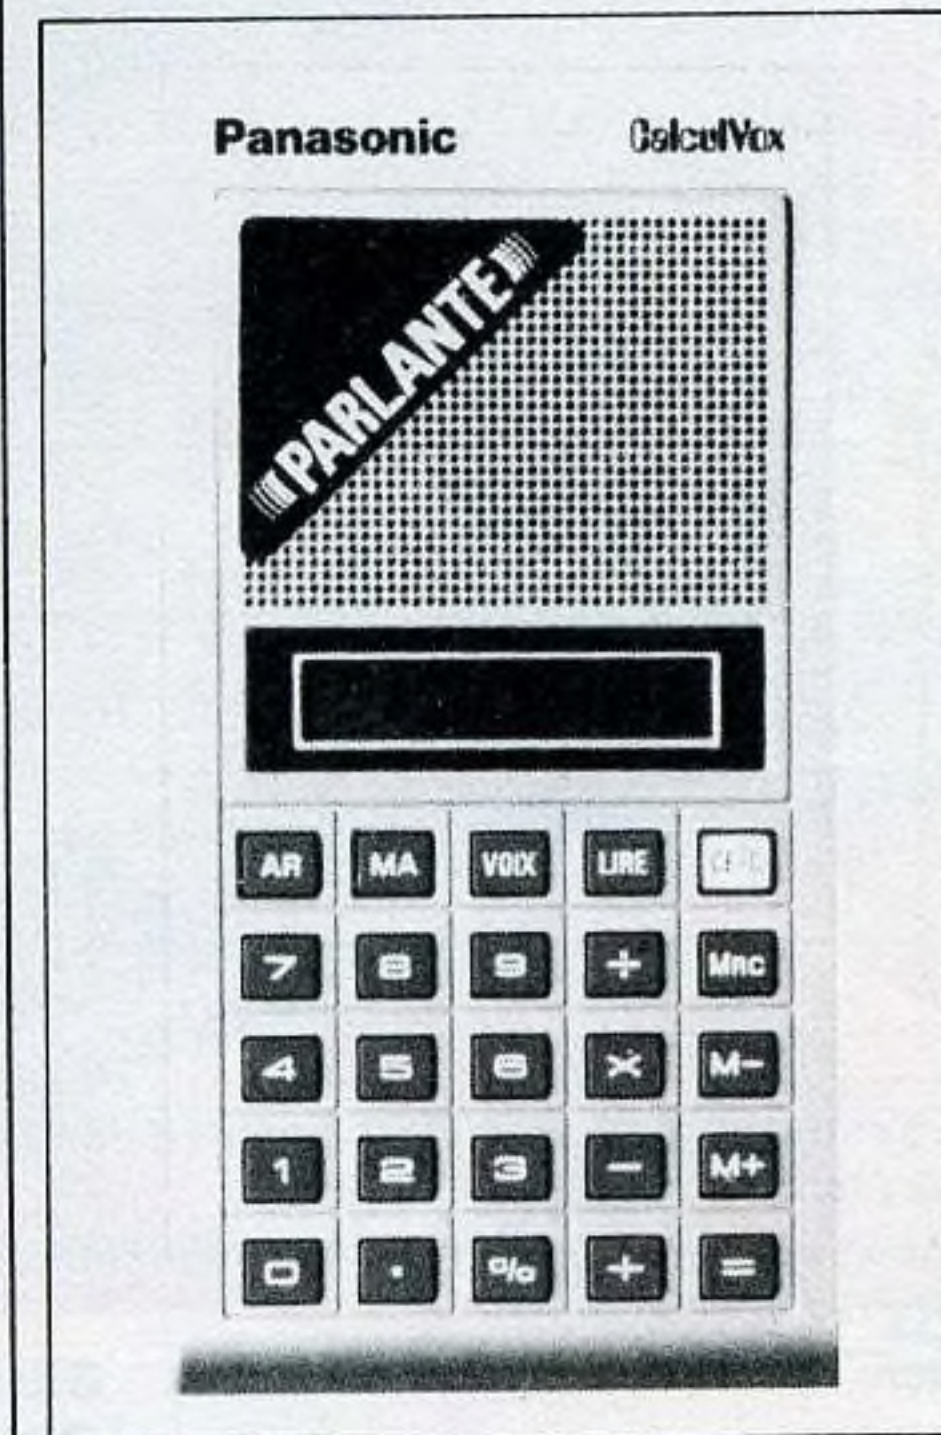 Panasonic CalculVox
PARLANTE
AR MA VOIX LIRE
7 8 9 ÷ Mrc
4 5 6 × M-
1 2 3 - M+
0 . % + =